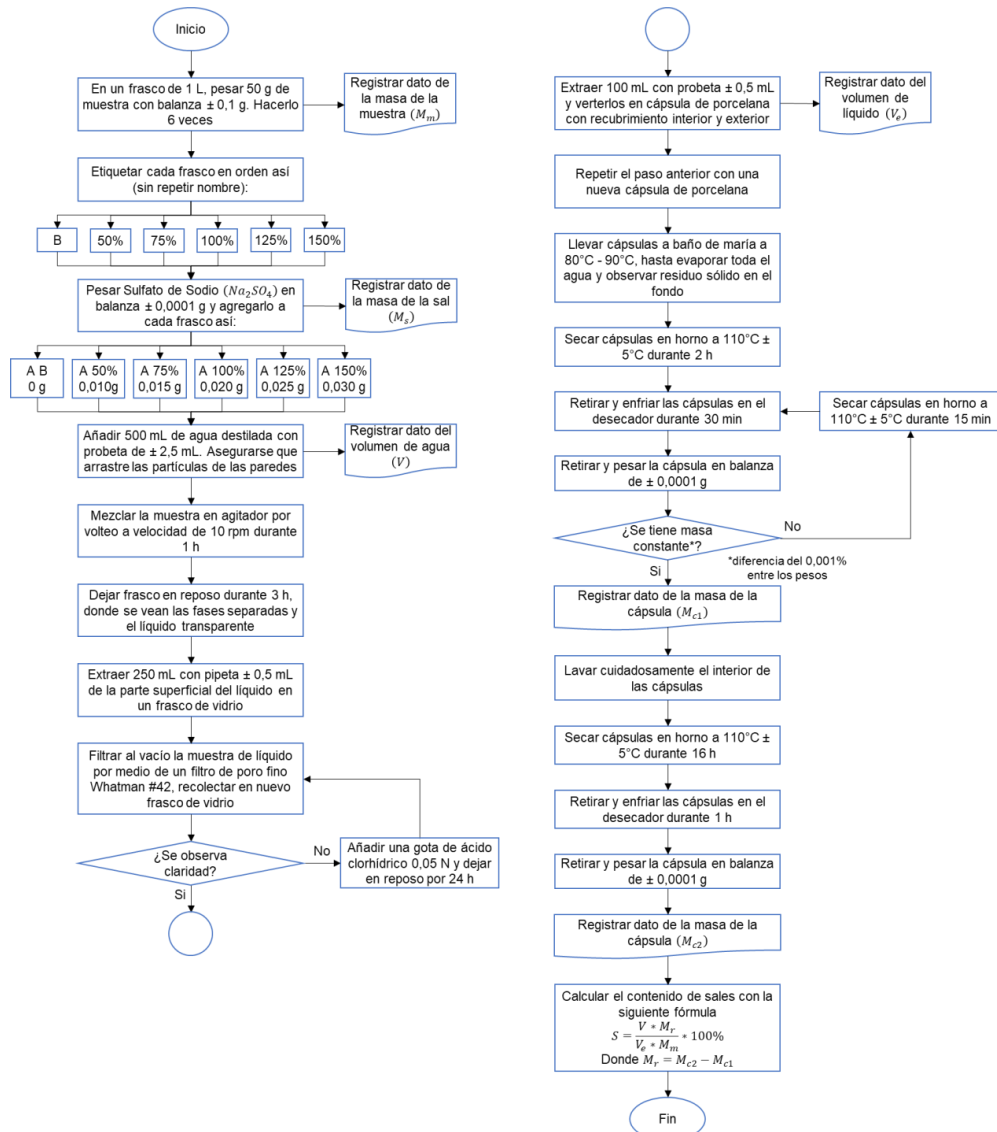 Inicio
En un frasco de 1 L, pesar 50 g de
muestra con balanza ± 0,1 g. Hacerlo
6 veces
Registrar dato de
la masa de la
muestra (M_m)
Etiquetar cada frasco en orden así
(sin repetir nombre):
B
50%
75%
100%
125%
150%
Pesar Sulfato de Sodio (Na_2SO_4) en
balanza ± 0,0001 g y agregarlo a
cada frasco así:
Registrar dato de
la masa de la sal
(M_s)
A B
0 g
A 50%
0,010g
A 75%
0,015 g
A 100%
0,020 g
A 125%
0,025 g
A 150%
0,030 g
Añadir 500 mL de agua destilada con
probeta de ± 2,5 mL. Asegurarse que
arrastre las partículas de las paredes
Registrar dato del
volumen de agua
(V)
Mezclar la muestra en agitador por
volteo a velocidad de 10 rpm durante
1 h
Dejar frasco en reposo durante 3 h,
donde se vean las fases separadas y
el líquido transparente
Extraer 250 mL con pipeta ± 0,5 mL
de la parte superficial del líquido en
un frasco de vidrio
Filtrar al vacío la muestra de líquido
por medio de un filtro de poro fino
Whatman #42, recolectar en nuevo
frasco de vidrio
¿Se observa
claridad?
No
Añadir una gota de ácido
clorhídrico 0,05 N y dejar
en reposo por 24 h
Si
Extraer 100 mL con probeta ± 0,5 mL
y verterlos en cápsula de porcelana
con recubrimiento interior y exterior
Registrar dato del
volumen de
líquido (V_e)
Repetir el paso anterior con una
nueva cápsula de porcelana
Llevar cápsulas a baño de maría a
80°C - 90°C, hasta evaporar toda el
agua y observar residuo sólido en el
fondo
Secar cápsulas en horno a 110°C ±
5°C durante 2 h
Retirar y enfriar las cápsulas en el
desecador durante 30 min
Secar cápsulas en horno a
110°C ± 5°C durante 15 min
Retirar y pesar la cápsula en balanza
de ± 0,0001 g
¿Se tiene masa
constante*?
No
*diferencia del 0,001%
entre los pesos
Si
Registrar dato de la masa de la
cápsula (M_c1)
Lavar cuidadosamente el interior de
las cápsulas
Secar cápsulas en horno a 110°C ±
5°C durante 16 h
Retirar y enfriar las cápsulas en el
desecador durante 1 h
Retirar y pesar la cápsula en balanza
de ± 0,0001 g
Registrar dato de la masa de la
cápsula (M_c2)
Calcular el contenido de sales con la
siguiente fórmula
S = (V * M_r) / (V_e * M_m) * 100%
Donde M_r = M_c2 − M_c1
Fin